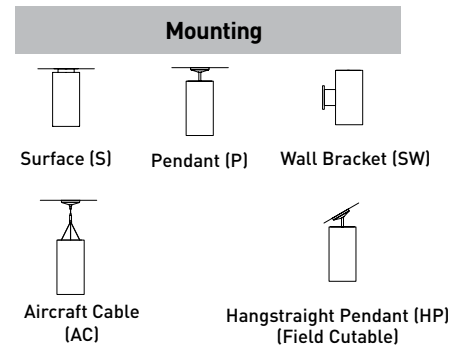 Mounting
Surface (S)
Pendant (P)
Wall Bracket (SW)
Aircraft Cable
(AC)
Hangstraight Pendant (HP)
(Field Cutable)